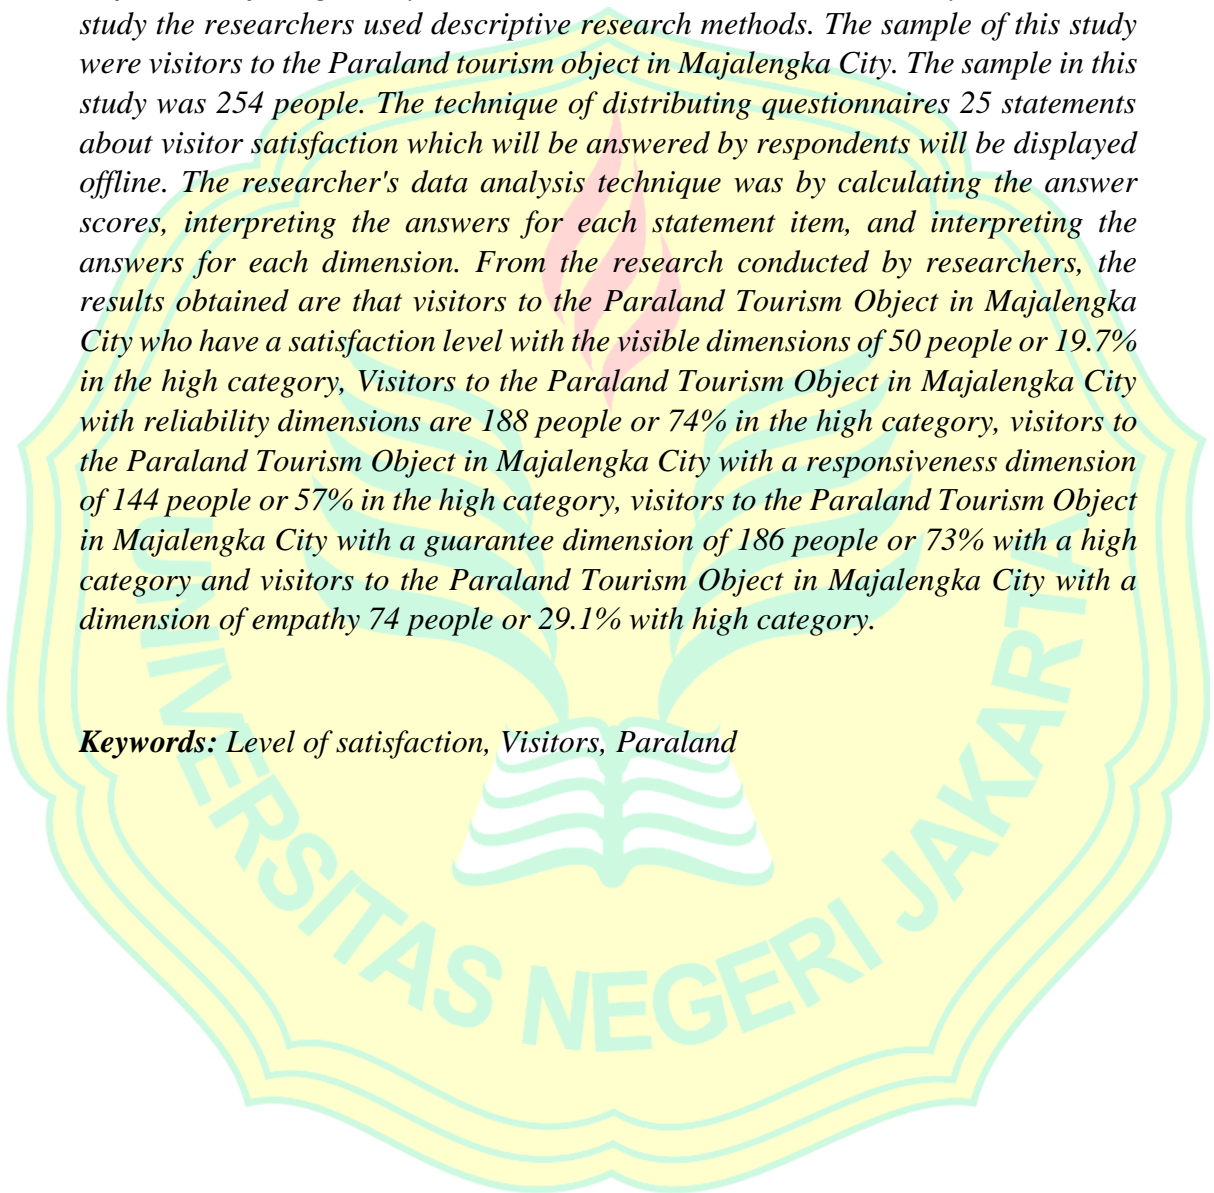 study the researchers used descriptive research methods. The sample of this study
were visitors to the Paraland tourism object in Majalengka City. The sample in this
study was 254 people. The technique of distributing questionnaires 25 statements
about visitor satisfaction which will be answered by respondents will be displayed
offline. The researcher's data analysis technique was by calculating the answer
scores, interpreting the answers for each statement item, and interpreting the
answers for each dimension. From the research conducted by researchers, the
results obtained are that visitors to the Paraland Tourism Object in Majalengka
City who have a satisfaction level with the visible dimensions of 50 people or 19.7%
in the high category, Visitors to the Paraland Tourism Object in Majalengka City
with reliability dimensions are 188 people or 74% in the high category, visitors to
the Paraland Tourism Object in Majalengka City with a responsiveness dimension
of 144 people or 57% in the high category, visitors to the Paraland Tourism Object
in Majalengka City with a guarantee dimension of 186 people or 73% with a high
category and visitors to the Paraland Tourism Object in Majalengka City with a
dimension of empathy 74 people or 29.1% with high category.
Keywords: Level of satisfaction, Visitors, Paraland
UNIVERSITAS NEGERI JAKARTA